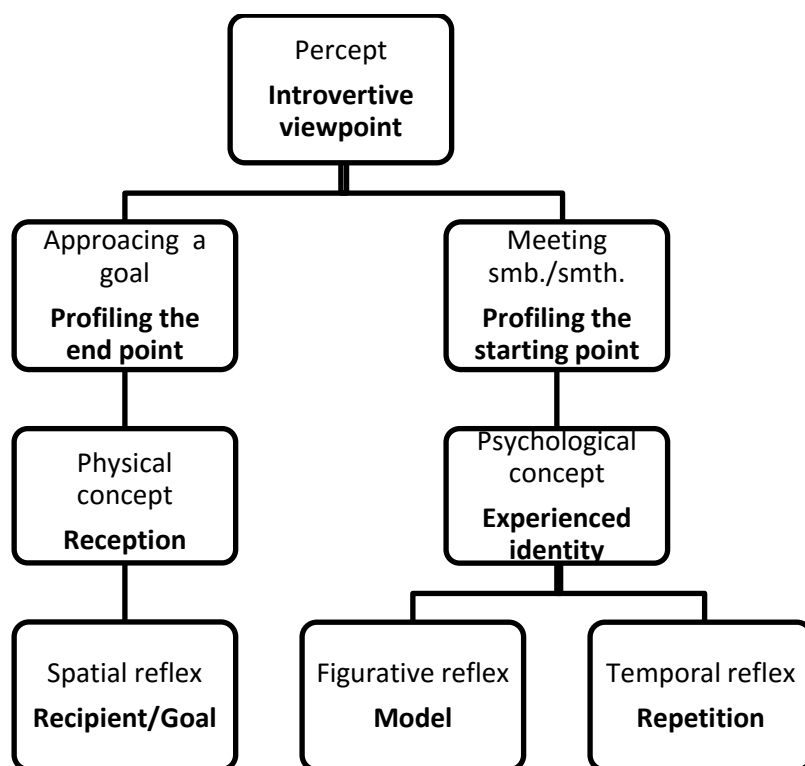 Percept
Introvertive
viewpoint
Approacing a
goal
Profiling the
end point
Meeting
smb./smth.
Profiling the
starting point
Physical
concept
Reception
Psychological
concept
Experienced
identity
Spatial reflex
Recipient/Goal
Figurative reflex
Model
Temporal reflex
Repetition